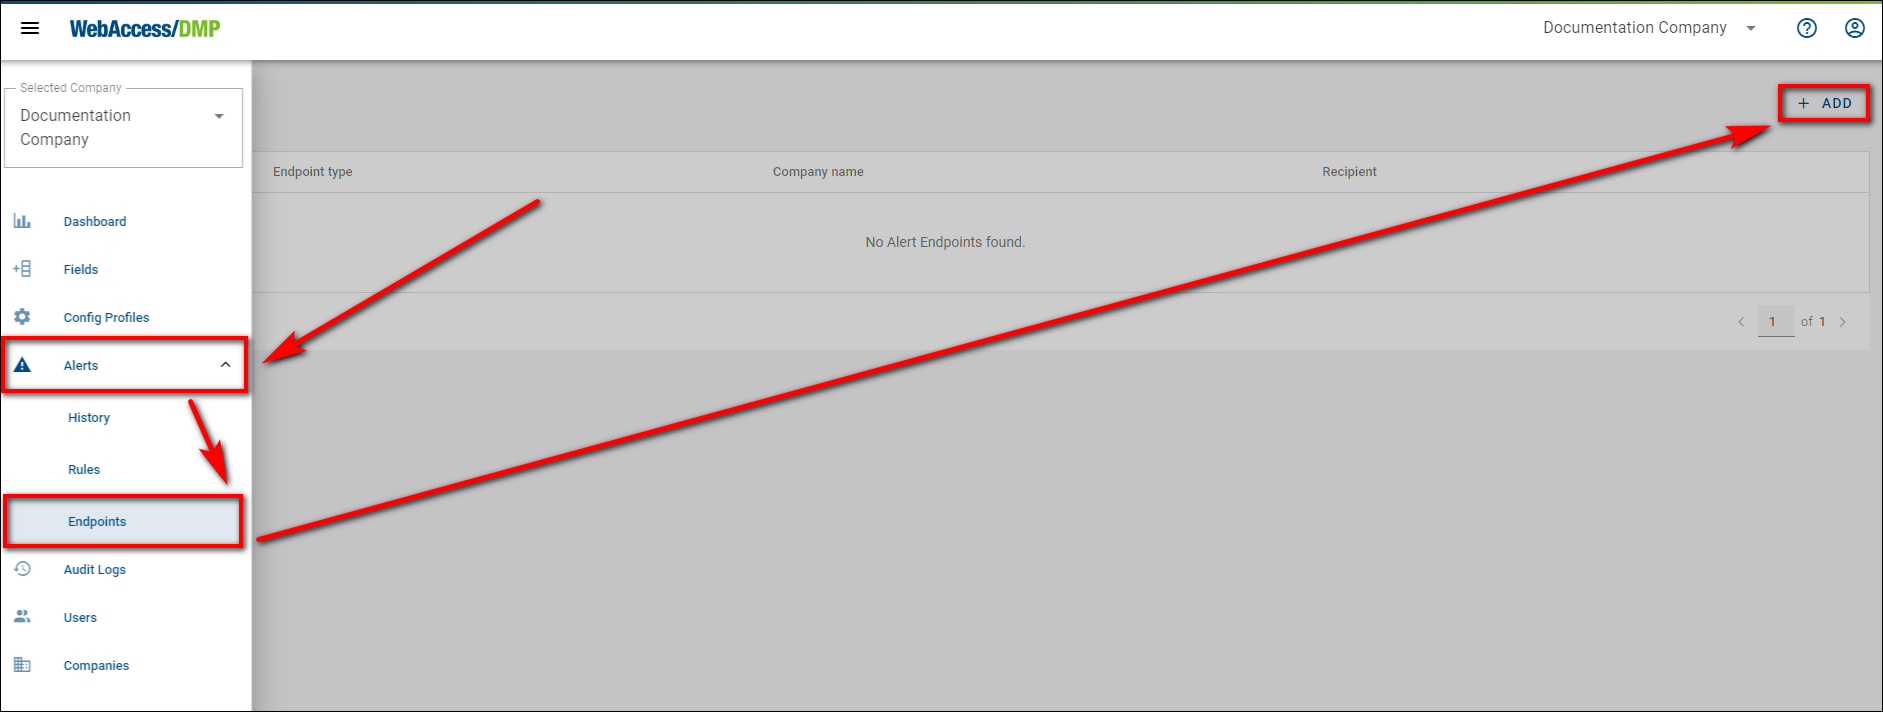 WebAccess/DMP
Documentation Company
Selected Company
Documentation
Company
+ ADD
Endpoint type
Company name
Recipient
Dashboard
No Alert Endpoints found.
Fields
Config Profiles
1 of 1
Alerts
History
Rules
Endpoints
Audit Logs
Users
Companies